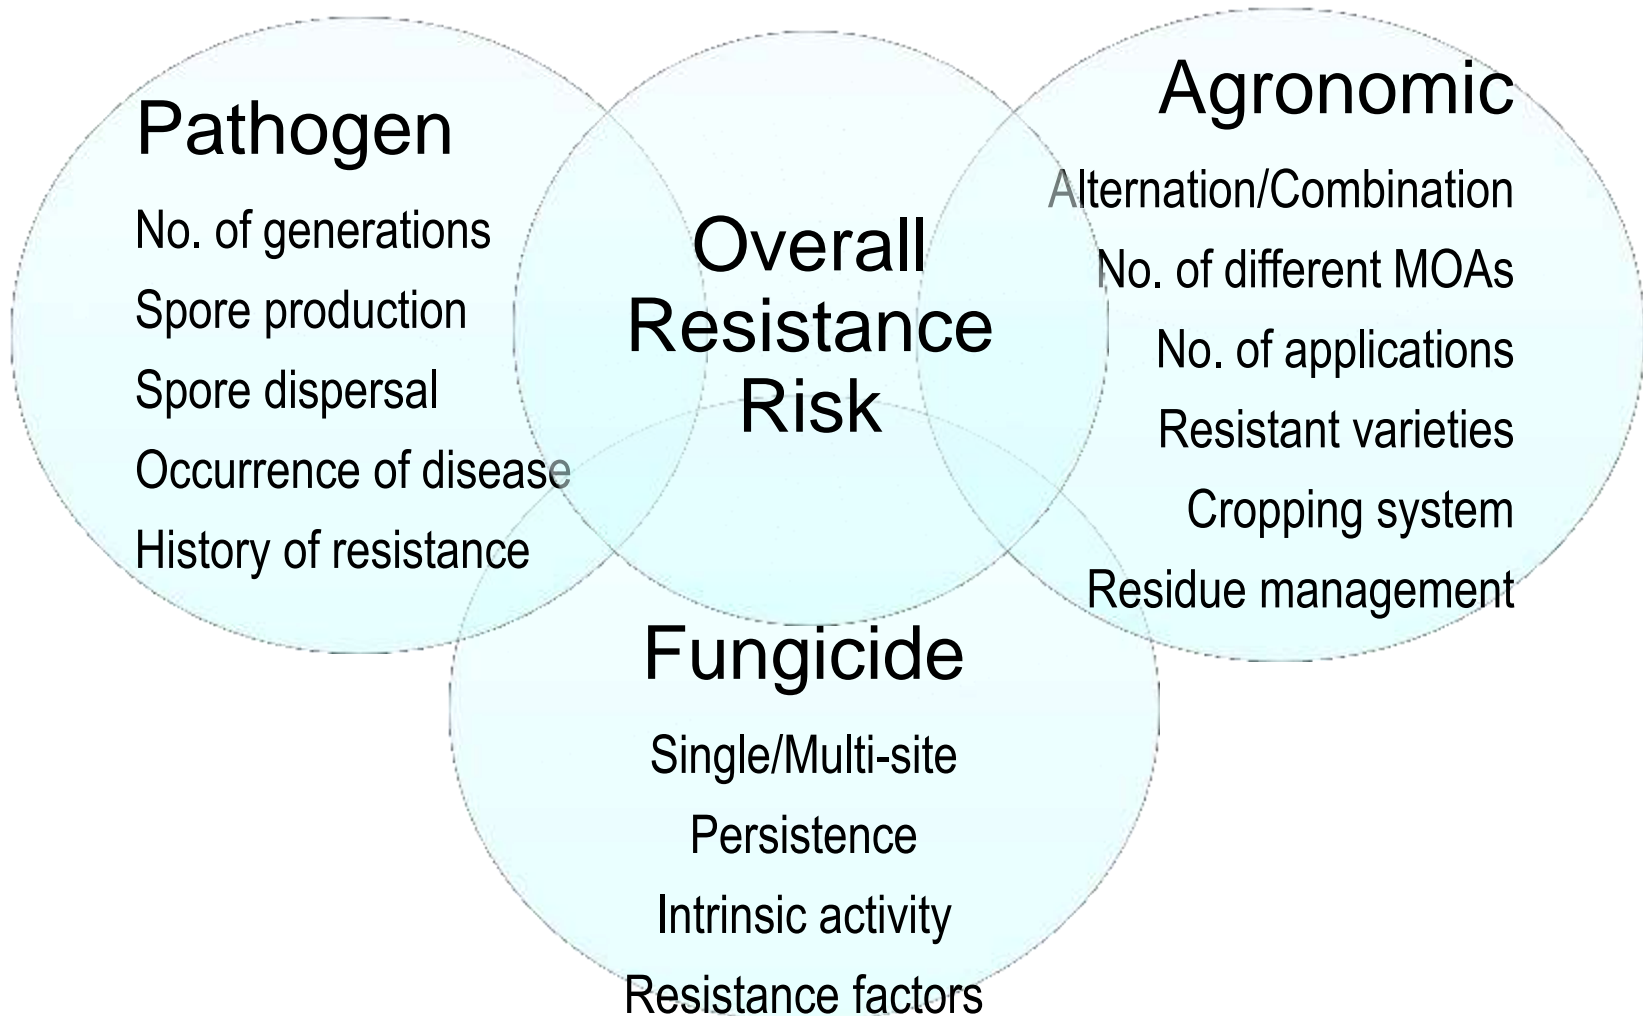 Pathogen
No. of generations
Spore production
Spore dispersal
Occurrence of disease
History of resistance
Overall
Resistance
Risk
Agronomic
Alternation/Combination
No. of different MOAs
No. of applications
Resistant varieties
Cropping system
Residue management
Fungicide
Single/Multi-site
Persistence
Intrinsic activity
Resistance factors